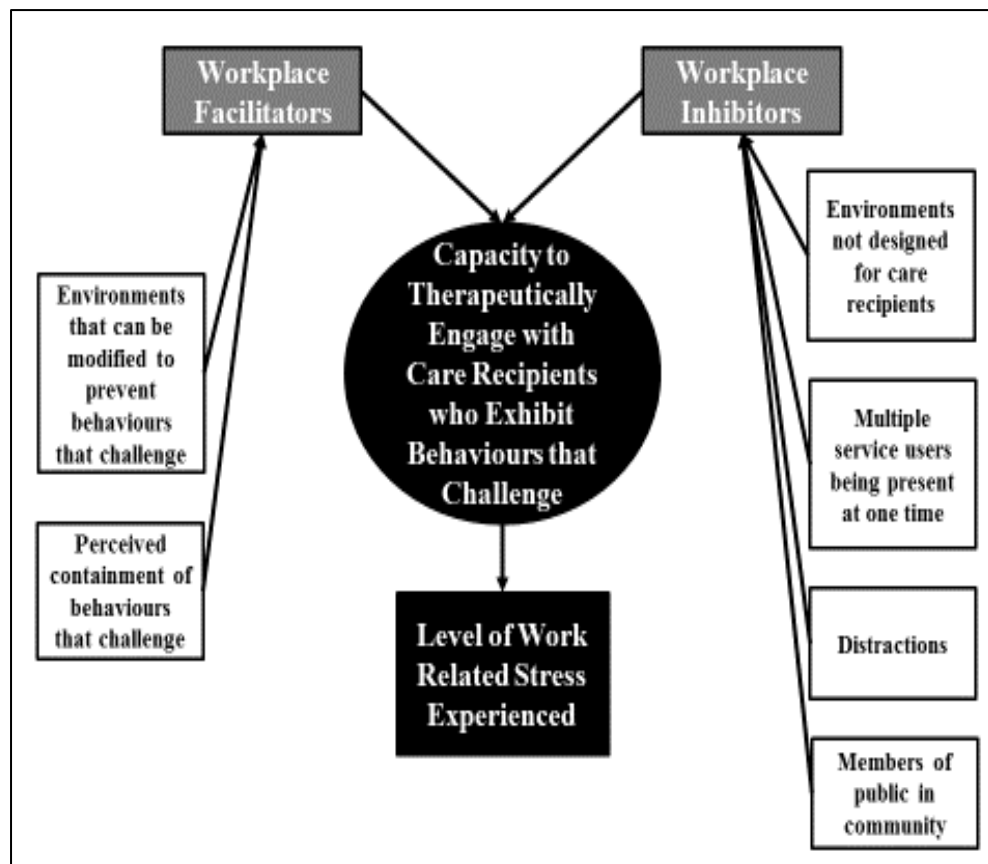 Workplace
Facilitators
Workplace
Inhibitors
Environments
that can be
modified to
prevent
behaviours
that challenge
Perceived
containment of
behaviours
that challenge
Capacity to
Therapeutically
Engage with
Care Recipients
who Exhibit
Behaviours that
Challenge
Level of Work
Related Stress
Experienced
Environments
not designed
for care
recipients
Multiple
service users
being present
at one time
Distractions
Members of
public in
community